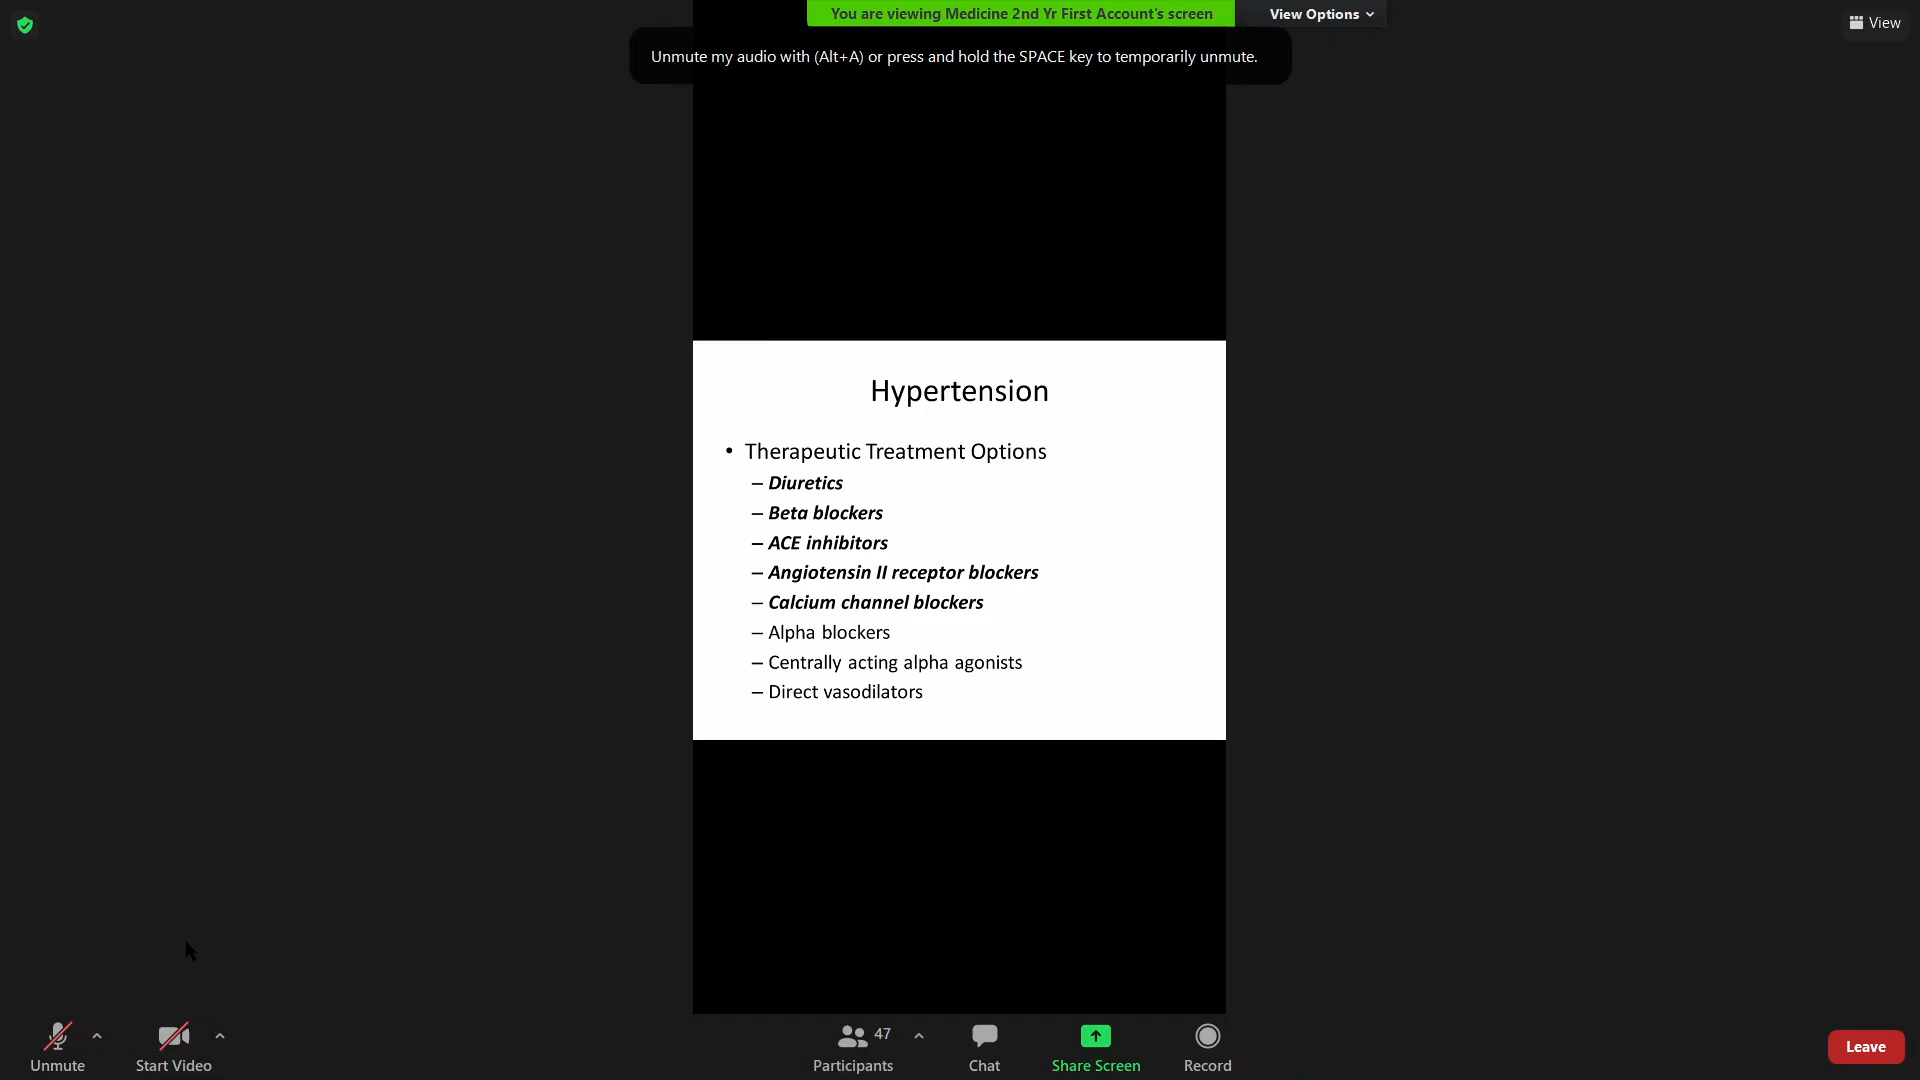 You are viewing Medicine 2nd Yr First Account's screen
View Options
View
Unmute my audio with (Alt+A) or press and hold the SPACE key to temporarily unmute.
Hypertension
• Therapeutic Treatment Options
– Diuretics
– Beta blockers
– ACE inhibitors
– Angiotensin II receptor blockers
– Calcium channel blockers
– Alpha blockers
– Centrally acting alpha agonists
– Direct vasodilators
Unmute
Start Video
47
Participants
Chat
Share Screen
Record
Leave